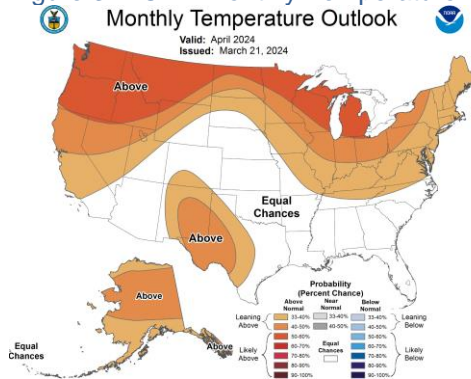 Monthly Temperature Outlook
Valid: April 2024
Issued: March 21, 2024
noaa
Above
Equal
Chances
Above
Above
Above
Equal
Chances
Probability
(Percent Chance)
Above
Normal
Near
Normal
Below
Normal
Leaning
Above
33-40%
40-50%
50-60%
Likely
Above
60-70%
70-80%
80-90%
90-100%
33-40%
40-50%
Equal
Chances
33-40%
40-50%
50-60%
60-70%
70-80%
80-90%
90-100%
Leaning
Below
Likely
Below